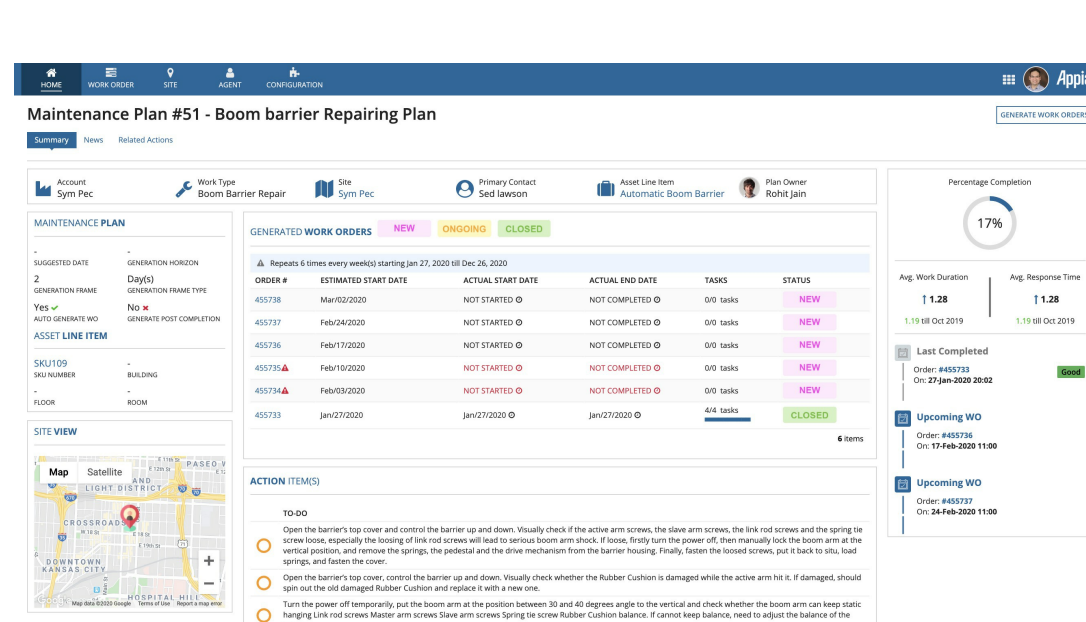 HOME
WORK ORDER
SITE
AGENT
CONFIGURATION
Maintenance Plan #51 - Boom barrier Repairing Plan
GENERATE WORK ORDERS
Summary
News
Related Actions
Account
Sym Pec
Work Type
Boom Barrier Repair
Site
Sym Pec
Primary Contact
Sed lawson
Asset Line Item
Automatic Boom Barrier
Plan Owner
Rohit Jain
MAINTENANCE PLAN
- -
SUGGESTED DATE GENERATION HORIZON
2 Day(s)
GENERATION FRAME GENERATION FRAME TYPE
Yes No
AUTO GENERATE WO GENERATE POST COMPLETION
ASSET LINE ITEM
SKU109 -
SKU NUMBER BUILDING
- -
FLOOR ROOM
SITE VIEW
Map Satellite
E 11th St
E 12th St
PASEO
LIGHT DISTRICT
CROSSROADS
W 18 St
E 18 St
E 19th St
71
670
70
DOWNTOWN
KANSAS CITY
Main St
HOSPITAL HILL
+
−
Google Map data ©2020 Google Terms of Use Report a map error
GENERATED WORK ORDERS NEW ONGOING CLOSED
Repeats 6 times every week(s) starting Jan 27, 2020 till Dec 26, 2020
ORDER # ESTIMATED START DATE ACTUAL START DATE ACTUAL END DATE TASKS STATUS
455738 Mar/02/2020 NOT STARTED NOT COMPLETED 0/0 tasks NEW
455737 Feb/24/2020 NOT STARTED NOT COMPLETED 0/0 tasks NEW
455736 Feb/17/2020 NOT STARTED NOT COMPLETED 0/0 tasks NEW
455735 Feb/10/2020 NOT STARTED NOT COMPLETED 0/0 tasks NEW
455734 Feb/03/2020 NOT STARTED NOT COMPLETED 0/0 tasks NEW
455733 Jan/27/2020 Jan/27/2020 Jan/27/2020 4/4 tasks CLOSED
6 items
ACTION ITEM(S)
TO-DO
Open the barrier's top cover and control the barrier up and down. Visually check if the active arm screws, the slave arm screws, the link rod screws and the spring tie
screw loose, especially the loosing of link rod screws will lead to serious boom arm shock. If loose, firstly turn the power off, then manually lock the boom arm at the
vertical position, and remove the springs, the pedestal and the drive mechanism from the barrier housing. Finally, fasten the loosed screws, put it back to situ, load
springs, and fasten the cover.
Open the barrier's top cover, control the barrier up and down. Visually check whether the Rubber Cushion is damaged while the active arm hit it. If damaged, should
spin out the old damaged Rubber Cushion and replace it with a new one.
Turn the power off temporarily, put the boom arm at the position between 30 and 40 degrees angle to the vertical and check whether the boom arm can keep static
hanging Link rod screws Master arm screws Slave arm screws Spring tie screw Rubber Cushion balance. If cannot keep balance, need to adjust the balance of the
Percentage Completion
17%
Avg. Work Duration Avg. Response Time
1.28 1.28
1.19 till Oct 2019 1.19 till Oct 2019
Last Completed
Order: #455733
On: 27-Jan-2020 20:02
Good
Upcoming WO
Order: #455736
On: 17-Feb-2020 11:00
Upcoming WO
Order: #455737
On: 24-Feb-2020 11:00